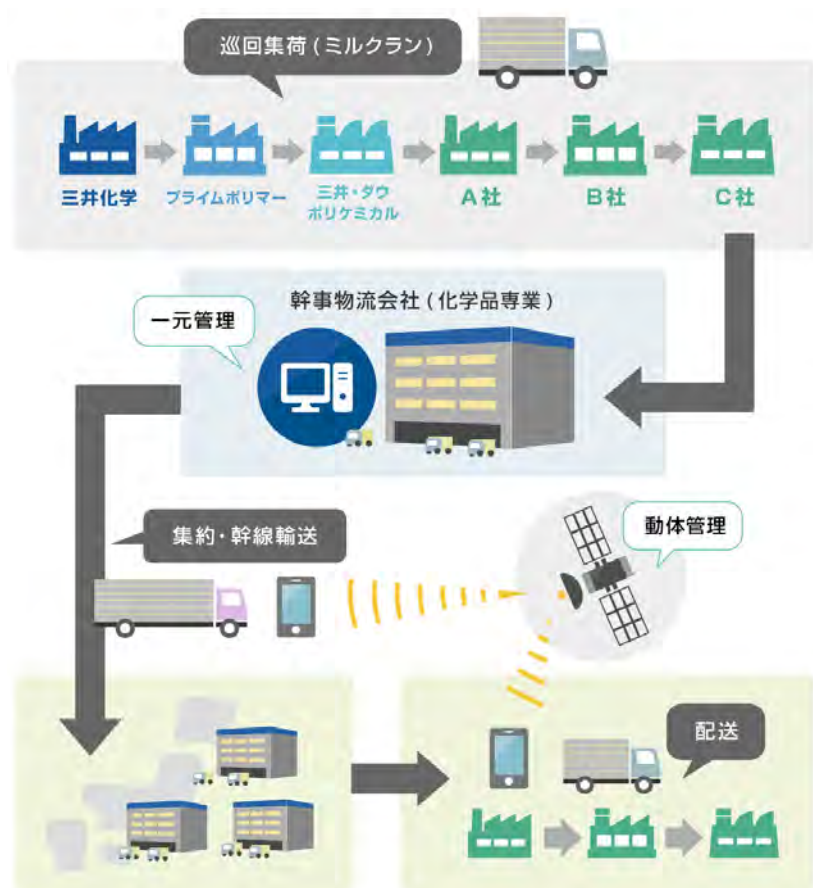 巡回集荷(ミルクラン)
三井化学
プライムポリマー
三井・ダウ
ポリケミカル
A社
B社
C社
幹事物流会社(化学品専業)
一元管理
集約・幹線輸送
動体管理
配送